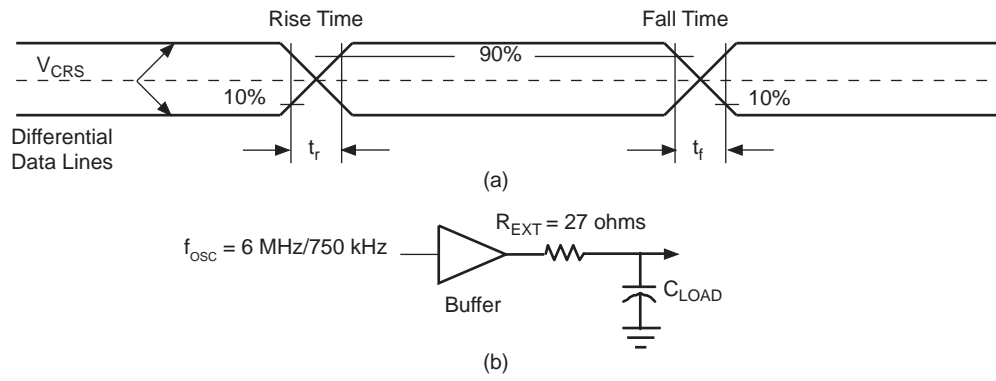 Rise Time Fall Time
V_CRS
90%
10% 10%
Differential
Data Lines
t_r t_f
(a)
R_EXT = 27 ohms
f_OSC = 6 MHz/750 kHz
C_LOAD
Buffer
(b)